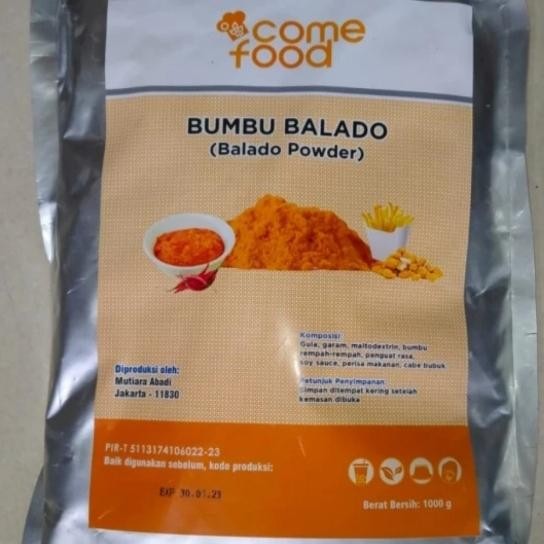 come
food
BUMBU BALADO
(Balado Powder)
Komposisi
Gula, garam, maltodextrin, bumbu
rempah-rempah, penguat rasa,
soy sauce, perisa makanan, cabe bubuk
Diproduksi oleh:
Mutiara Abadi
Jakarta - 11830
Petunjuk Penyimpanan
Simpan ditempat kering setelah
kemasan dibuka
PIR-T 5113174106022-23
Baik digunakan sebelum, kode produksi:
EXP 30.01.23
Berat Bersih: 1000 g